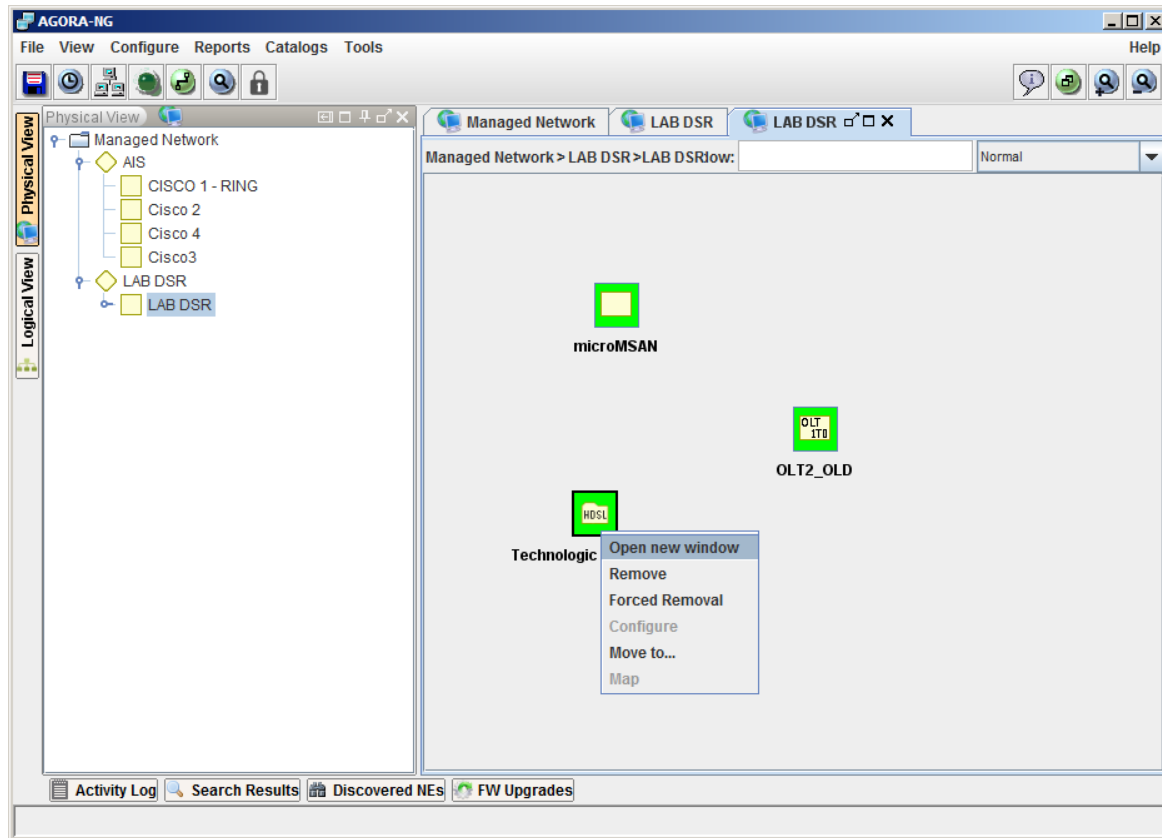 AGORA-NG
File View Configure Reports Catalogs Tools Help
Physical View
Logical View
Physical View
Managed Network
AIS
CISCO 1 - RING
Cisco 2
Cisco 4
Cisco3
LAB DSR
LAB DSR
Managed Network LAB DSR LAB DSR
Managed Network > LAB DSR > LAB DSR low: Normal
microMSAN
OLT
1T0
OLT2_OLD
HDSL
Technologic
Open new window
Remove
Forced Removal
Configure
Move to...
Map
Activity Log Search Results Discovered NEs FW Upgrades